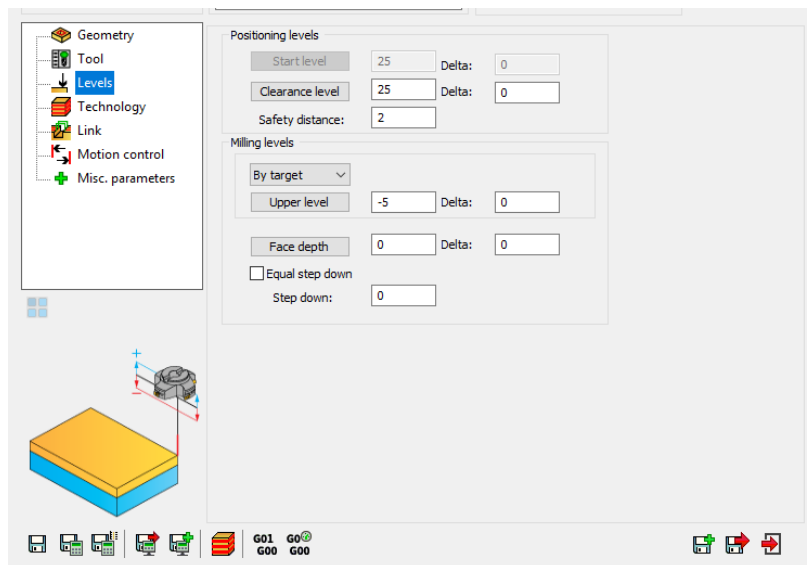 Geometry
Tool
Levels
Technology
Link
Motion control
Misc. parameters
Positioning levels
Start level 25 Delta: 0
Clearance level 25 Delta: 0
Safety distance: 2
Milling levels
By target
Upper level -5 Delta: 0
Face depth 0 Delta: 0
Equal step down
Step down: 0
+
−
G01 G0
G00 G00